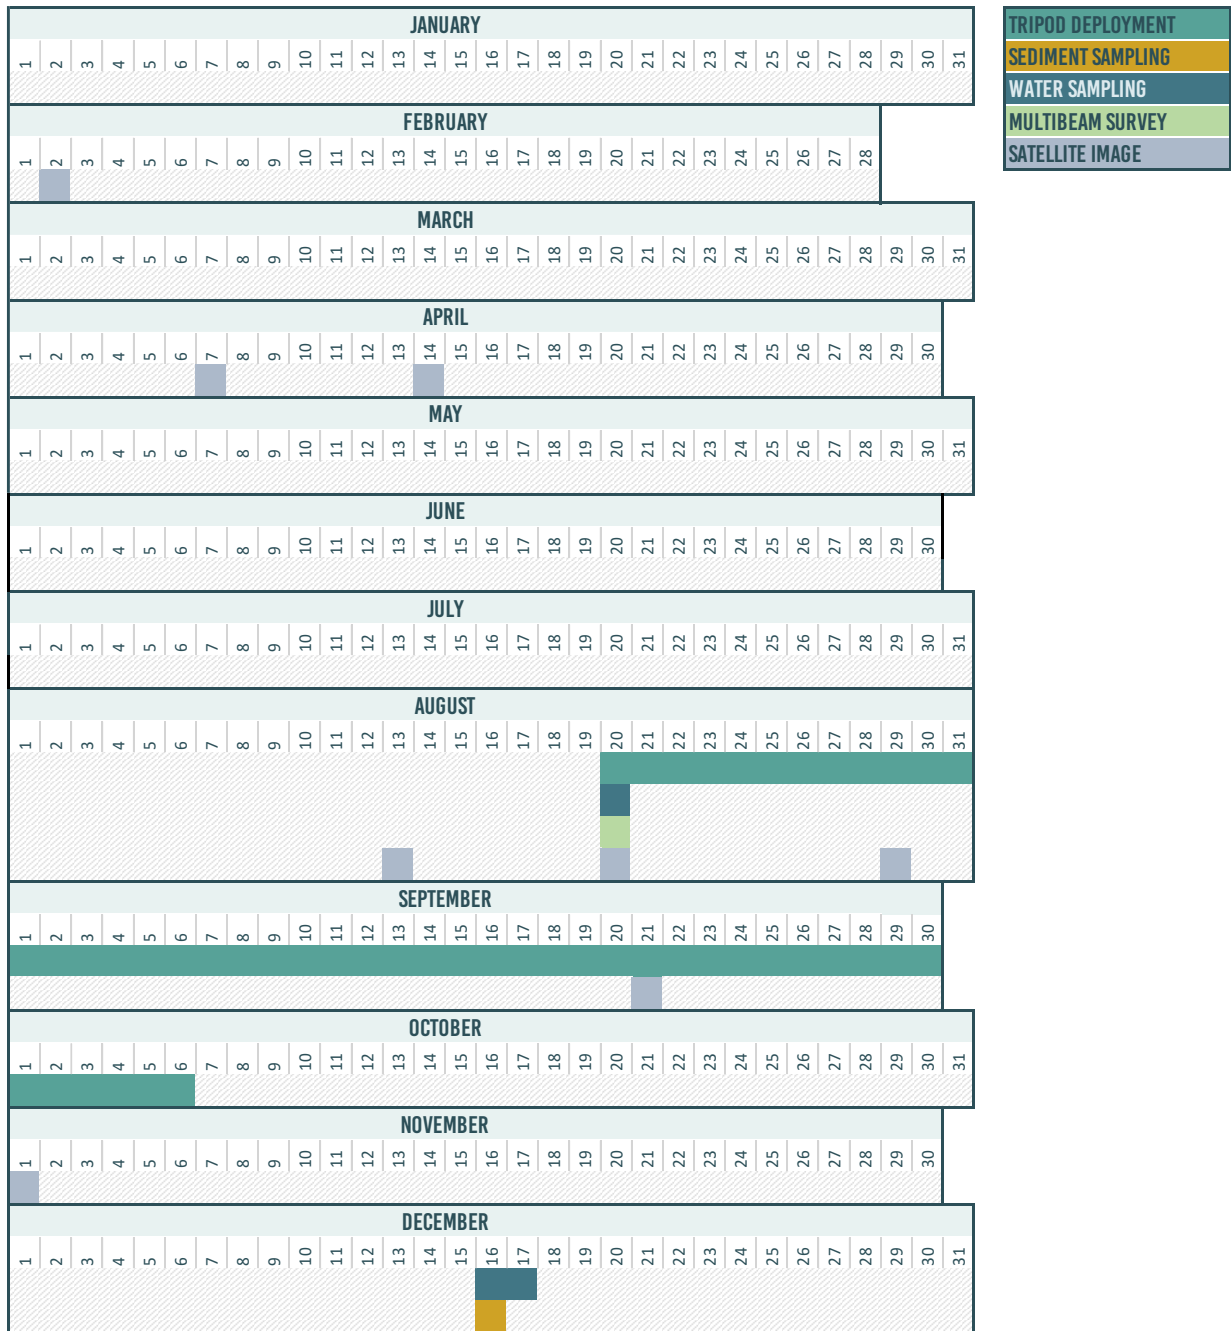 JANUARY
1 2 3 4 5 6 7 8 9 10 11 12 13 14 15 16 17 18 19 20 21 22 23 24 25 26 27 28 29 30 31
FEBRUARY
1 2 3 4 5 6 7 8 9 10 11 12 13 14 15 16 17 18 19 20 21 22 23 24 25 26 27 28
MARCH
1 2 3 4 5 6 7 8 9 10 11 12 13 14 15 16 17 18 19 20 21 22 23 24 25 26 27 28 29 30 31
APRIL
1 2 3 4 5 6 7 8 9 10 11 12 13 14 15 16 17 18 19 20 21 22 23 24 25 26 27 28 29 30
MAY
1 2 3 4 5 6 7 8 9 10 11 12 13 14 15 16 17 18 19 20 21 22 23 24 25 26 27 28 29 30 31
JUNE
1 2 3 4 5 6 7 8 9 10 11 12 13 14 15 16 17 18 19 20 21 22 23 24 25 26 27 28 29 30
JULY
1 2 3 4 5 6 7 8 9 10 11 12 13 14 15 16 17 18 19 20 21 22 23 24 25 26 27 28 29 30 31
AUGUST
1 2 3 4 5 6 7 8 9 10 11 12 13 14 15 16 17 18 19 20 21 22 23 24 25 26 27 28 29 30 31
SEPTEMBER
1 2 3 4 5 6 7 8 9 10 11 12 13 14 15 16 17 18 19 20 21 22 23 24 25 26 27 28 29 30
OCTOBER
1 2 3 4 5 6 7 8 9 10 11 12 13 14 15 16 17 18 19 20 21 22 23 24 25 26 27 28 29 30 31
NOVEMBER
1 2 3 4 5 6 7 8 9 10 11 12 13 14 15 16 17 18 19 20 21 22 23 24 25 26 27 28 29 30
DECEMBER
1 2 3 4 5 6 7 8 9 10 11 12 13 14 15 16 17 18 19 20 21 22 23 24 25 26 27 28 29 30 31
TRIPOD DEPLOYMENT
SEDIMENT SAMPLING
WATER SAMPLING
MULTIBEAM SURVEY
SATELLITE IMAGE